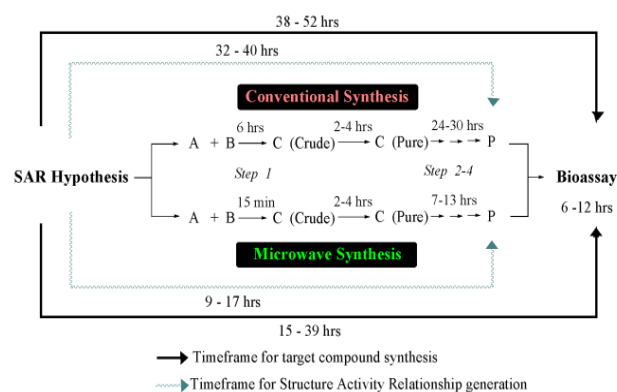 38 - 52 hrs
32 - 40 hrs
Conventional Synthesis
6 hrs 2-4 hrs 24-30 hrs
A + B C (Crude) C (Pure) P
SAR Hypothesis Step 1 Step 2-4 Bioassay
15 min 2-4 hrs 7-13 hrs 6 -12 hrs
A + B C (Crude) C (Pure) P
Microwave Synthesis
9 - 17 hrs
15 - 39 hrs
Timeframe for target compound synthesis
Timeframe for Structure Activity Relationship generation